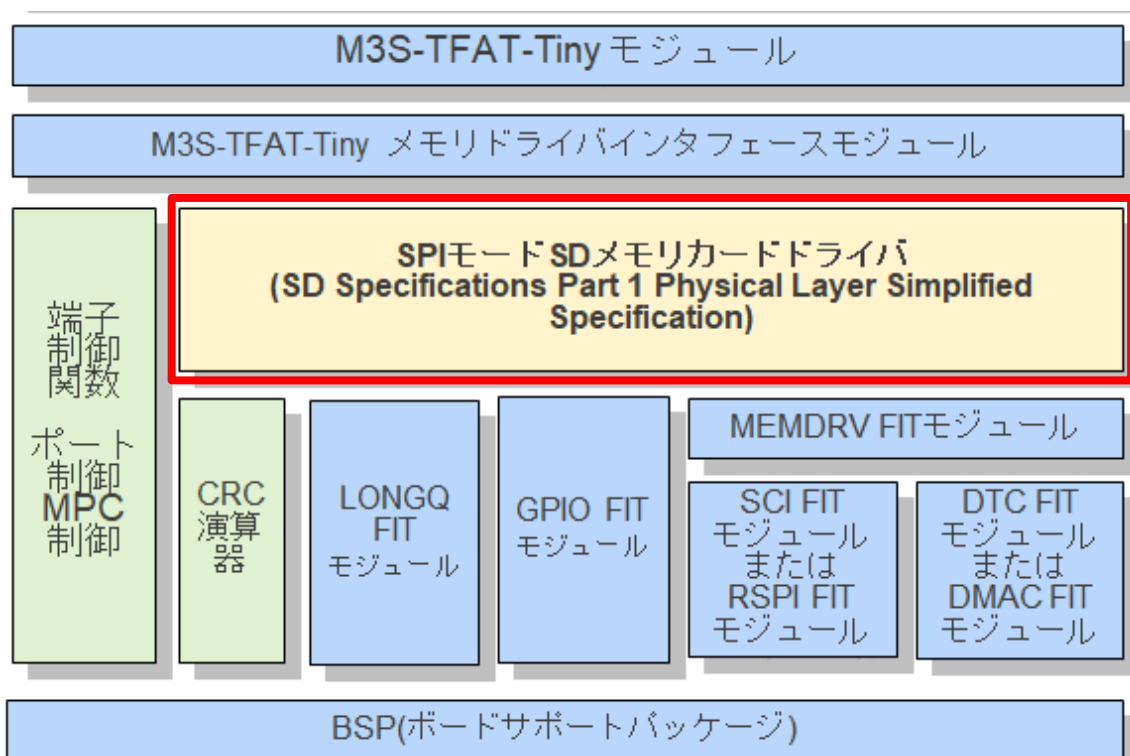 M3S-TFAT-Tiny モジュール
M3S-TFAT-Tiny メモリドライバインタフェースモジュール
端子
制御
関数
ポート
制御
MPC
制御
SPIモードSDメモリカードドライバ
(SD Specifications Part 1 Physical Layer Simplified
Specification)
CRC
演算
器
LONGQ
FIT
モジュール
GPIO FIT
モジュール
MEMDRV FITモジュール
SCI FIT
モジュール
または
RSPI FIT
モジュール
DTC FIT
モジュール
または
DMAC FIT
モジュール
BSP(ボードサポートパッケージ)